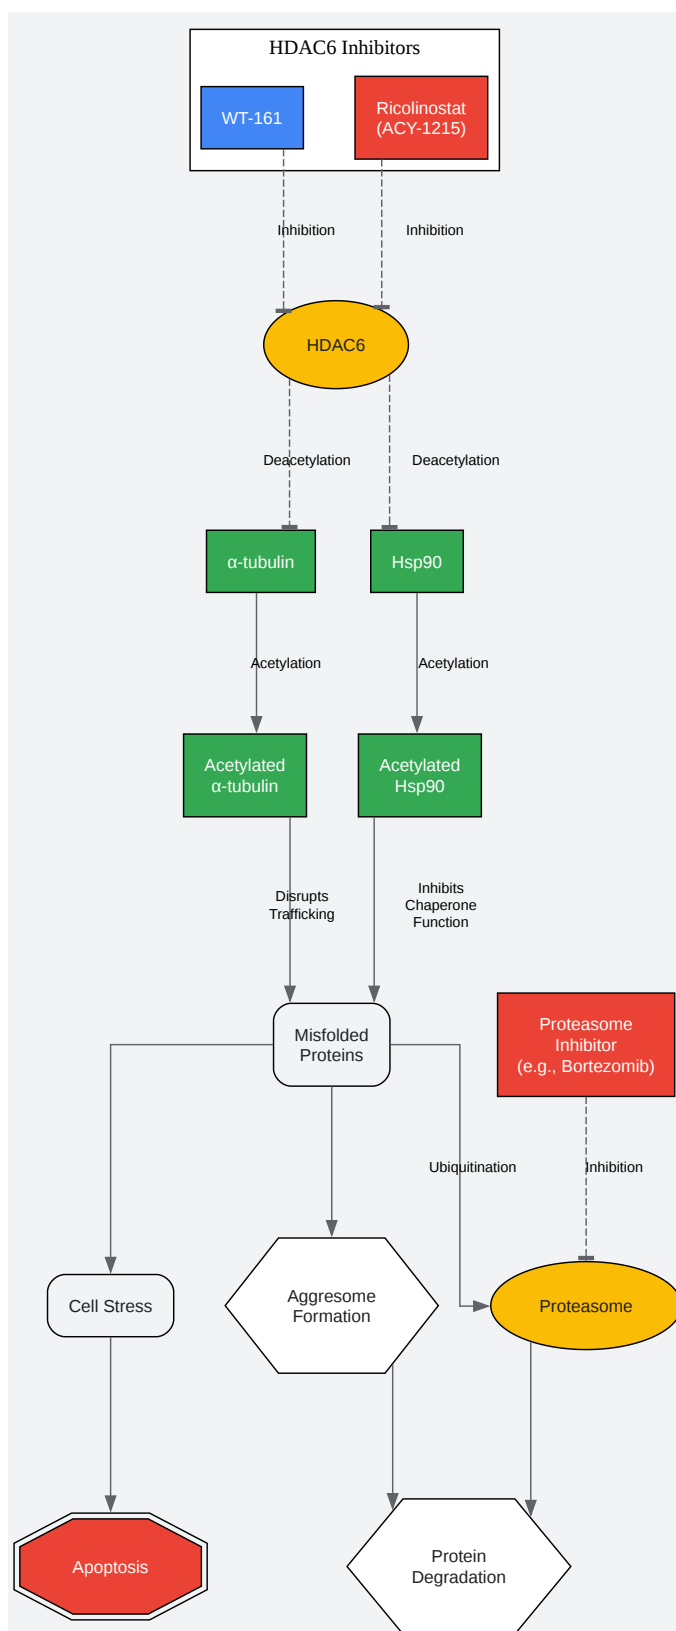 HDAC6 Inhibitors
WT-161
Ricolinostat
(ACY-1215)
Inhibition
Inhibition
HDAC6
Deacetylation
Deacetylation
α-tubulin
Hsp90
Acetylation
Acetylation
Acetylated
α-tubulin
Acetylated
Hsp90
Disrupts
Trafficking
Inhibits
Chaperone
Function
Misfolded
Proteins
Proteasome
Inhibitor
(e.g., Bortezomib)
Ubiquitination
Inhibition
Cell Stress
Aggresome
Formation
Proteasome
Apoptosis
Protein
Degradation